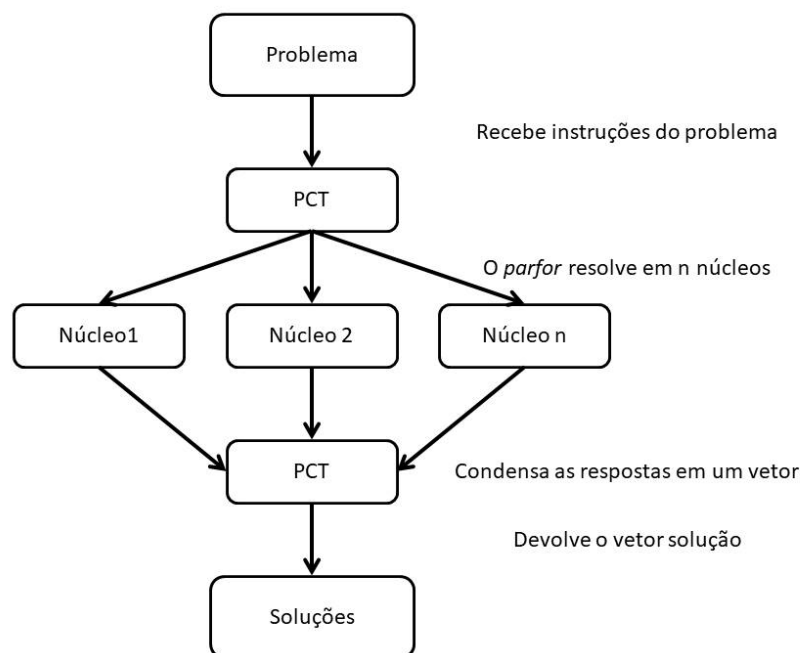 Problema
Recebe instruções do problema
PCT
O parfor resolve em n núcleos
Núcleo1
Núcleo 2
Núcleo n
PCT
Condensa as respostas em um vetor
Devolve o vetor solução
Soluções